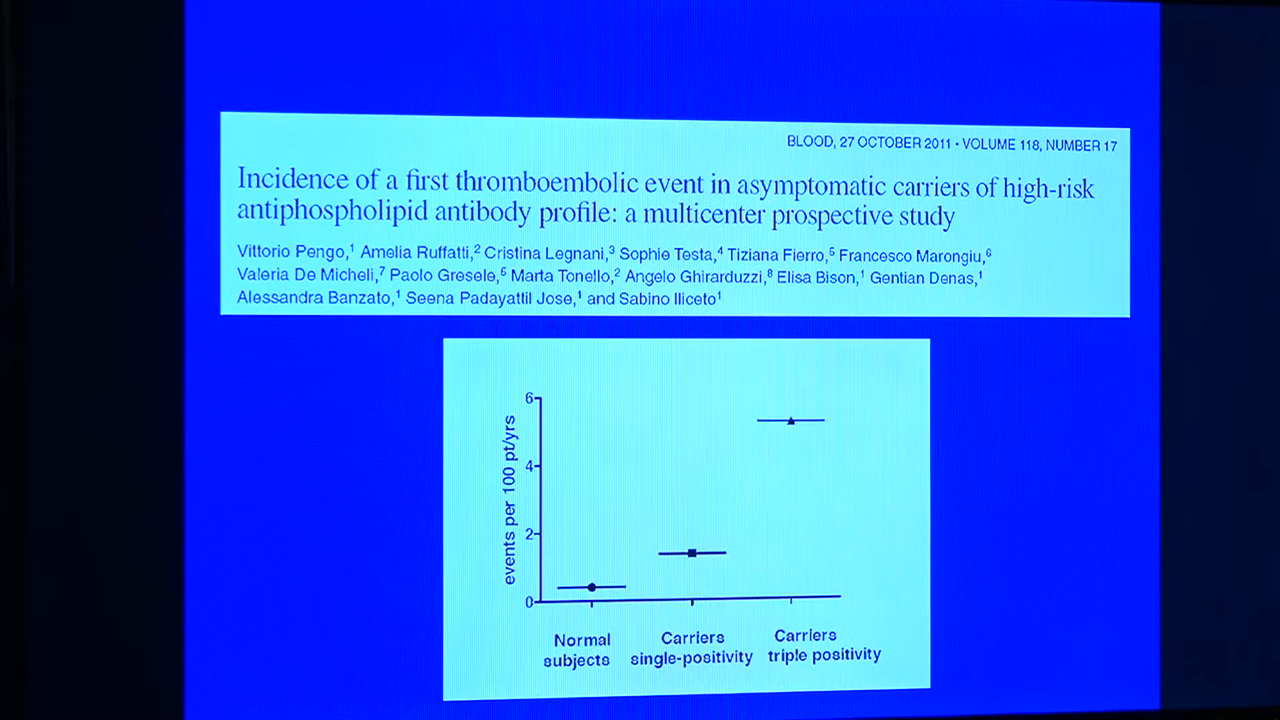 BLOOD, 27 OCTOBER 2011 • VOLUME 118, NUMBER 17
Incidence of a first thromboembolic event in asymptomatic carriers of high-risk
antiphospholipid antibody profile: a multicenter prospective study
Vittorio Pengo,¹ Amelia Ruffatti,² Cristina Legnani,³ Sophie Testa,⁴ Tiziana Fierro,⁵ Francesco Marongiu,⁶
Valeria De Micheli,⁷ Paolo Gresele,⁵ Marta Tonello,² Angelo Ghirarduzzi,⁸ Elisa Bison,¹ Gentian Denas,¹
Alessandra Banzato,¹ Seena Padayattil Jose,¹ and Sabino Iliceto¹
events per 100 pt/yrs
6
4
2
0
Normal subjects
Carriers single-positivity
Carriers triple positivity